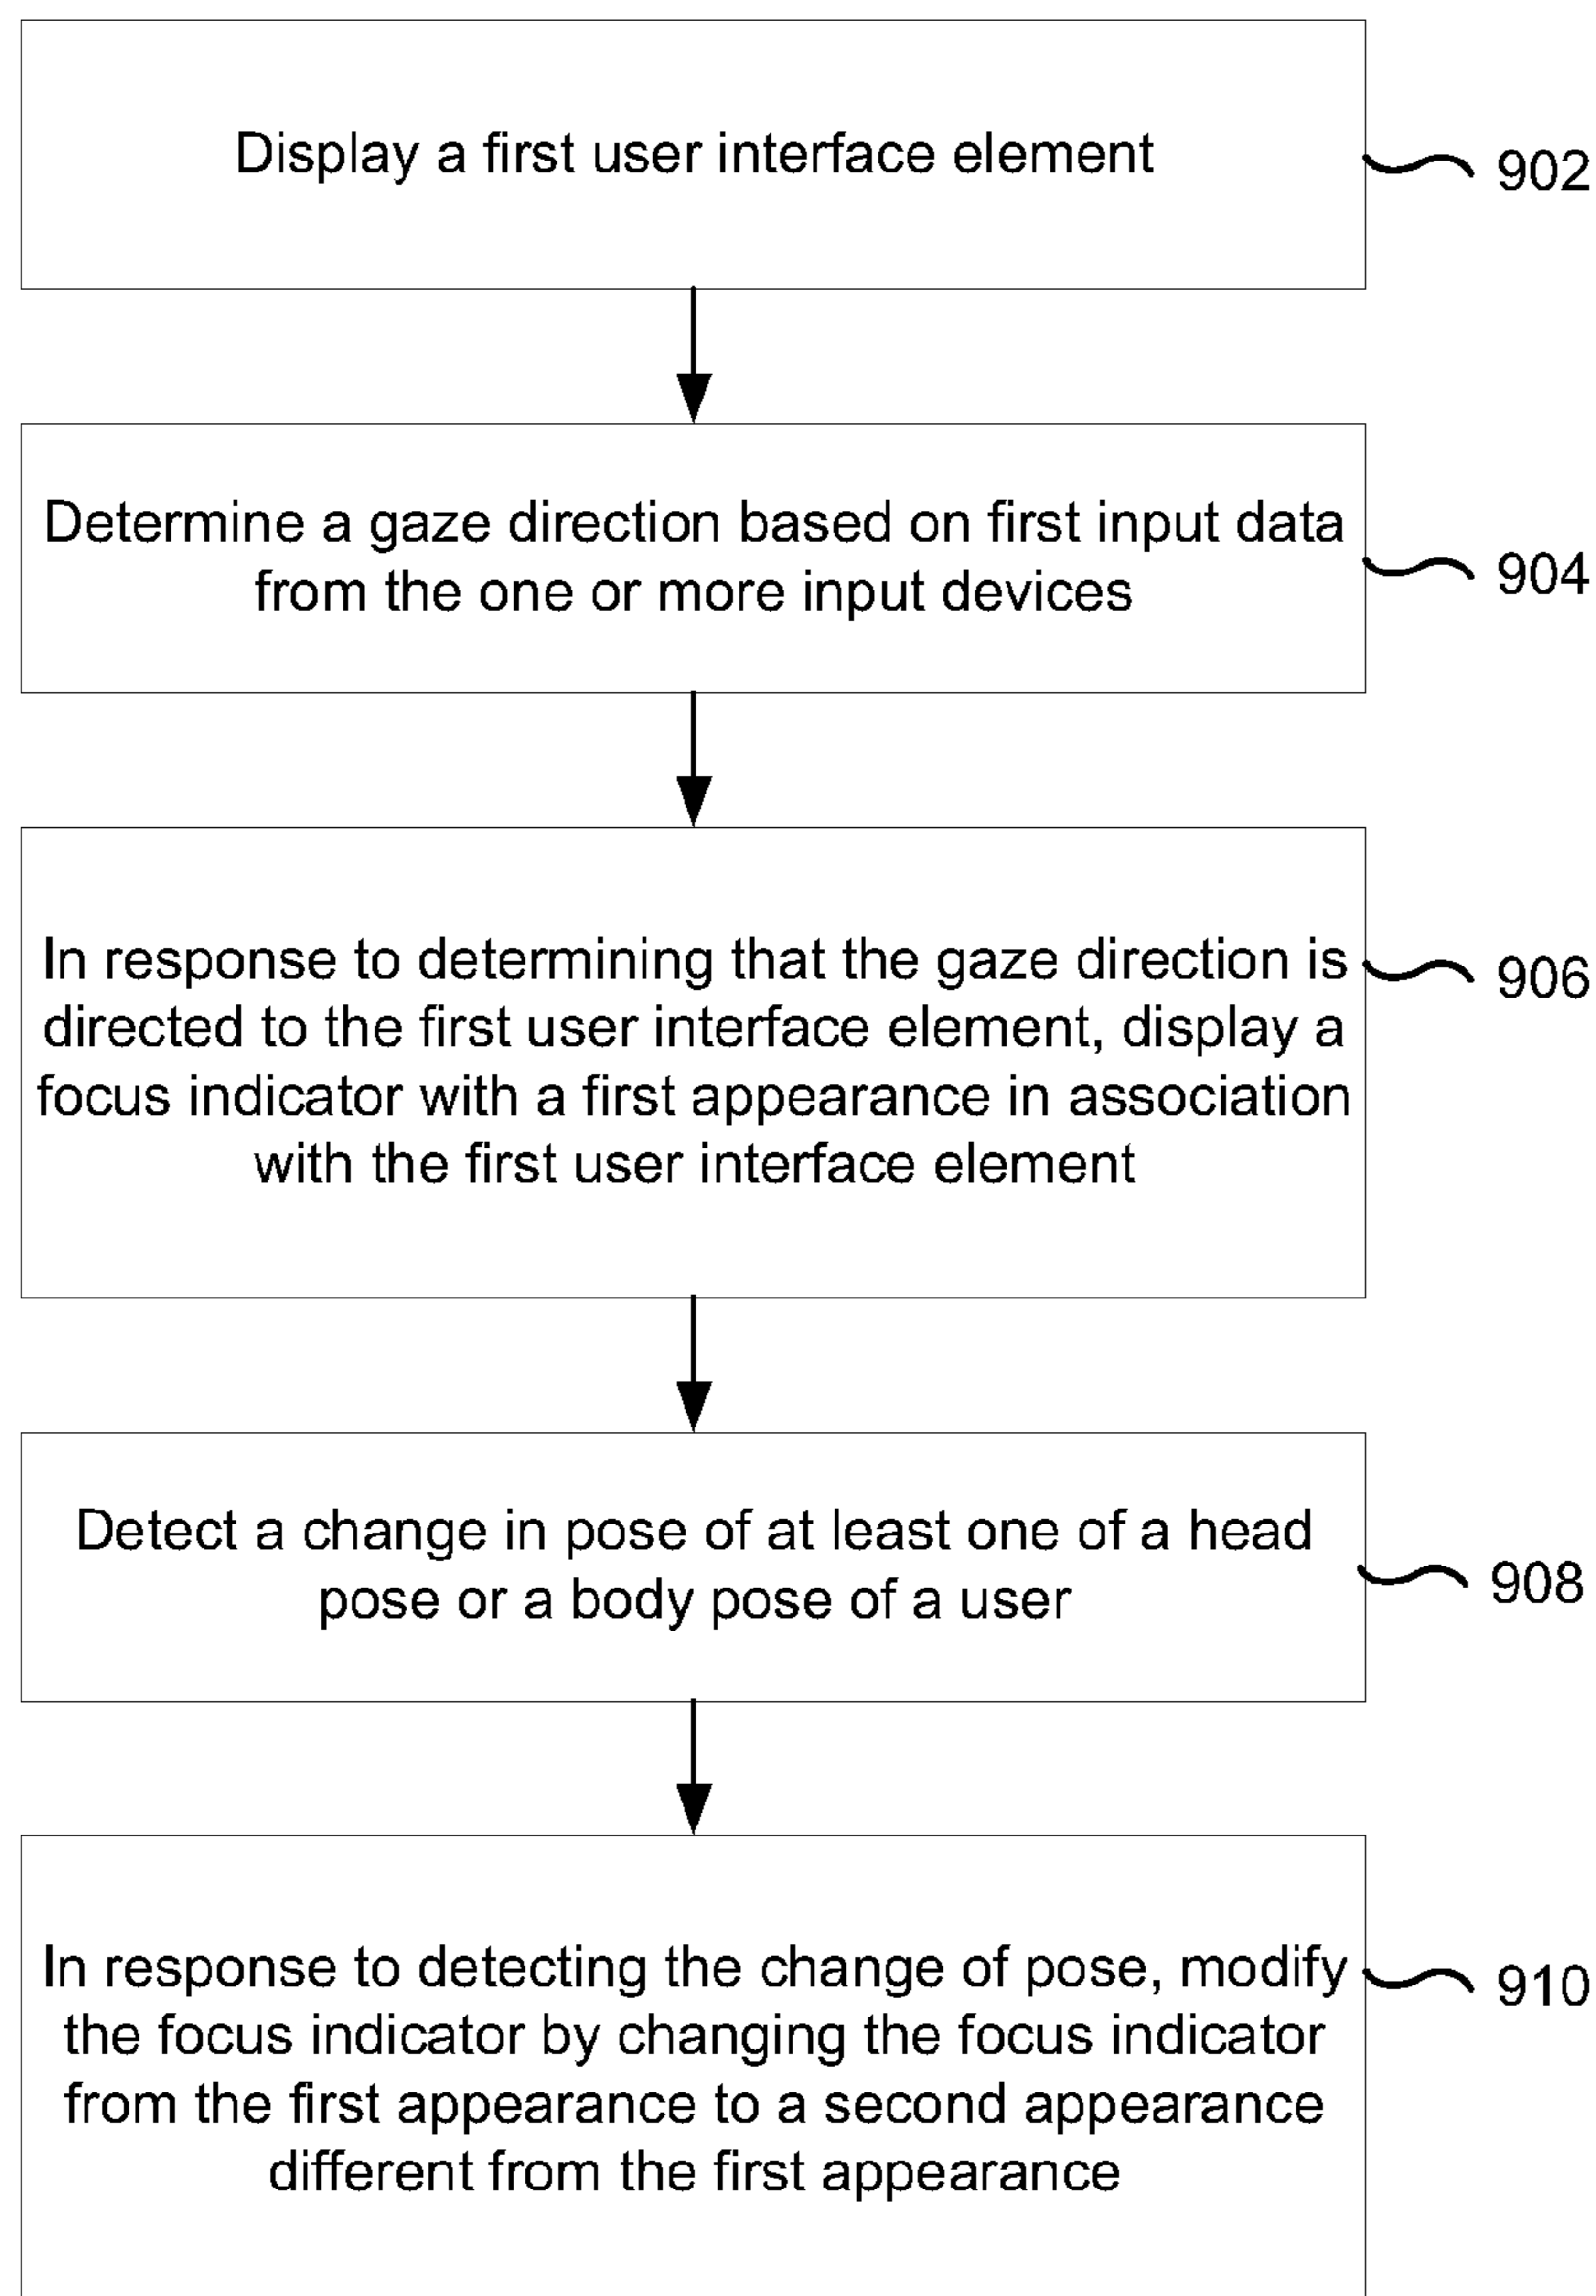 Display a first user interface element
902
Determine a gaze direction based on first input data
from the one or more input devices
904
In response to determining that the gaze direction is
directed to the first user interface element, display a
focus indicator with a first appearance in association
with the first user interface element
906
Detect a change in pose of at least one of a head
pose or a body pose of a user
908
In response to detecting the change of pose, modify
the focus indicator by changing the focus indicator
from the first appearance to a second appearance
different from the first appearance
910